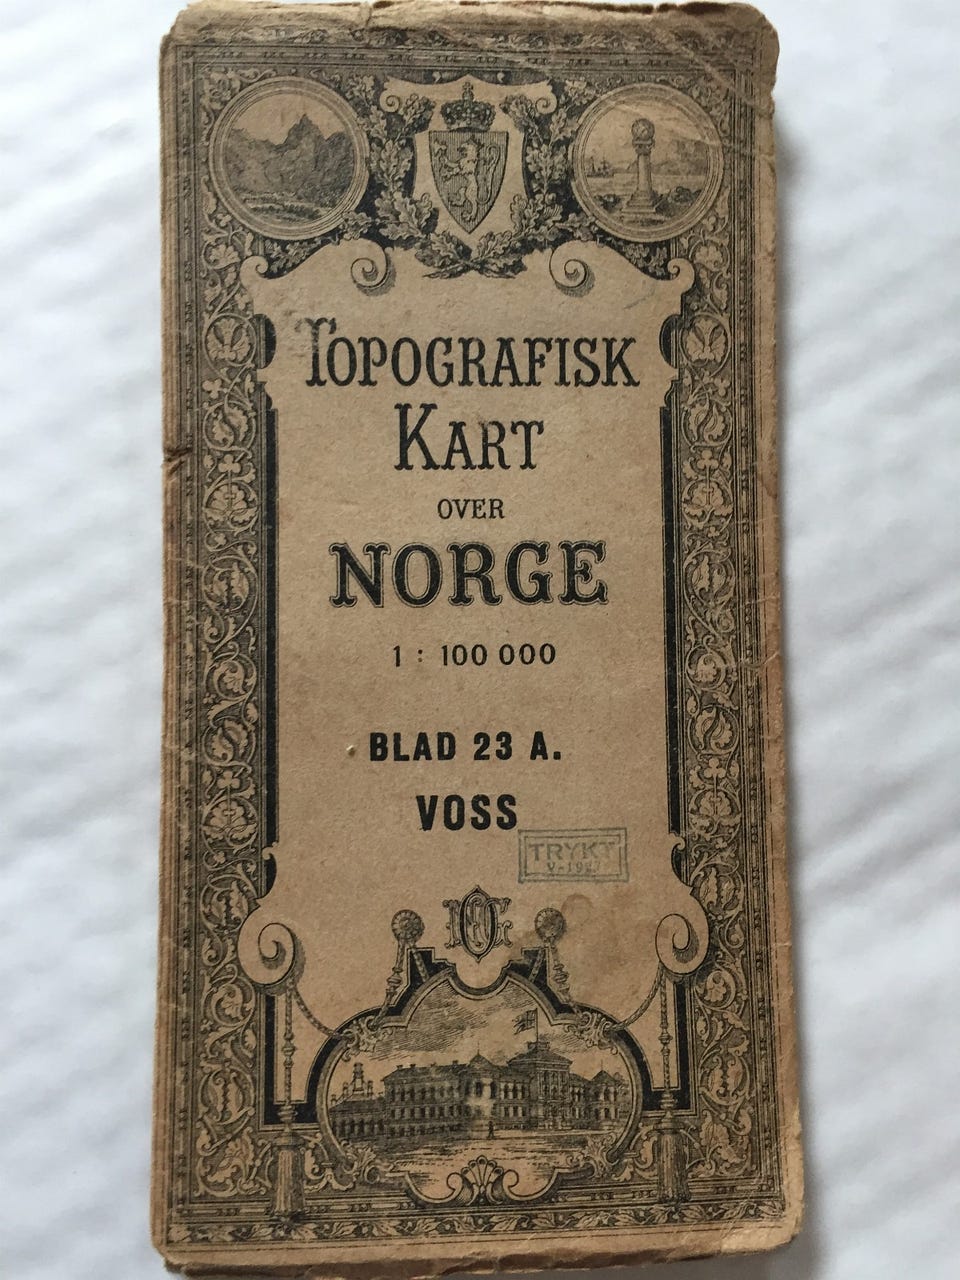 TOPOGRAFISK
KART
OVER
NORGE
1 : 100 000
BLAD 23 A.
VOSS
TRYKT